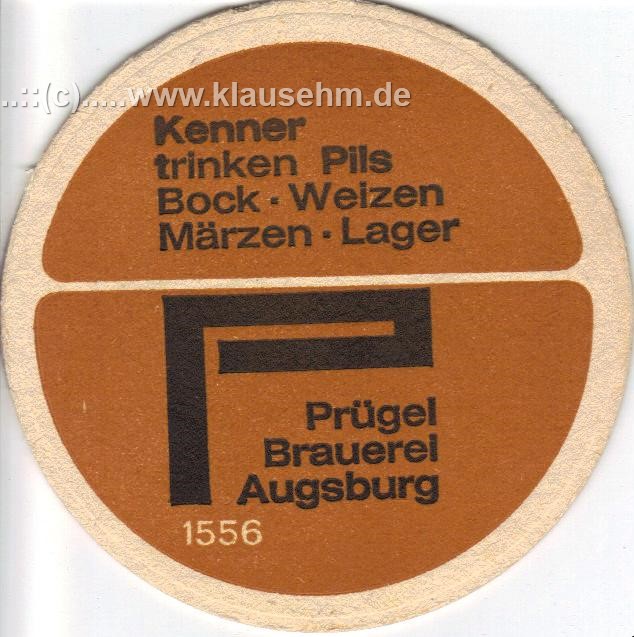 ..::(c).....www.klausehm.de
Kenner
trinken Pils
Bock · Weizen
Märzen · Lager
Prügel
Brauerei
Augsburg
1556